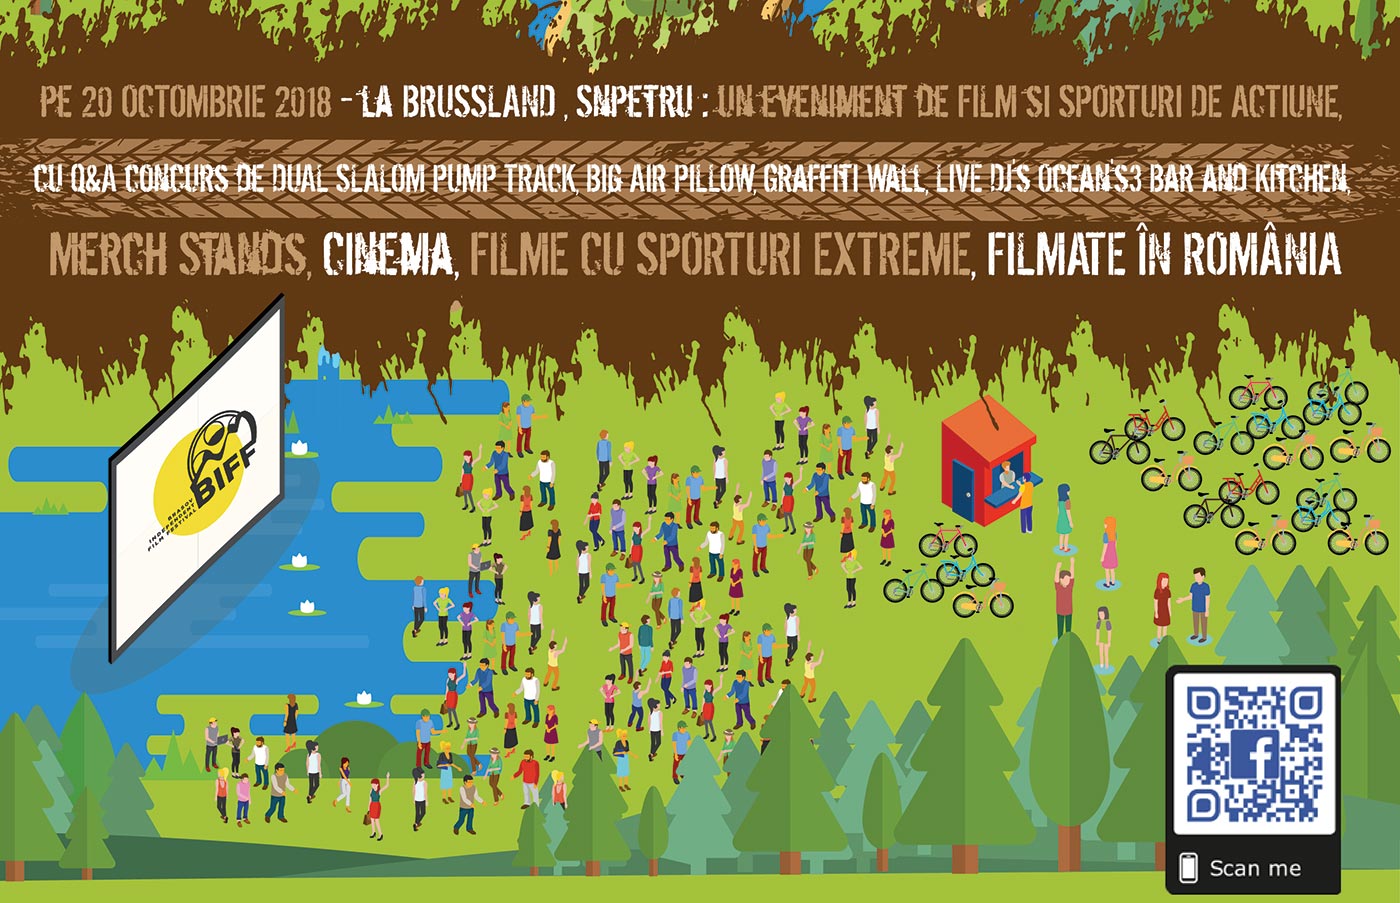 PE 20 OCTOMBRIE 2018 - LA BRUSSLAND , SNPETRU : UN EVENIMENT DE FILM SI SPORTURI DE ACTIUNE,
CU Q&A CONCURS DE DUAL SLALOM PUMP TRACK, BIG AIR PILLOW, GRAFFITI WALL, LIVE DJ'S OCEAN'S3 BAR AND KITCHEN,
MERCH STANDS, CINEMA, FILME CU SPORTURI EXTREME, FILMATE ÎN ROMÂNIA
BIFF
BRASOV
INDEPENDENT
FILM FESTIVAL
f
Scan me